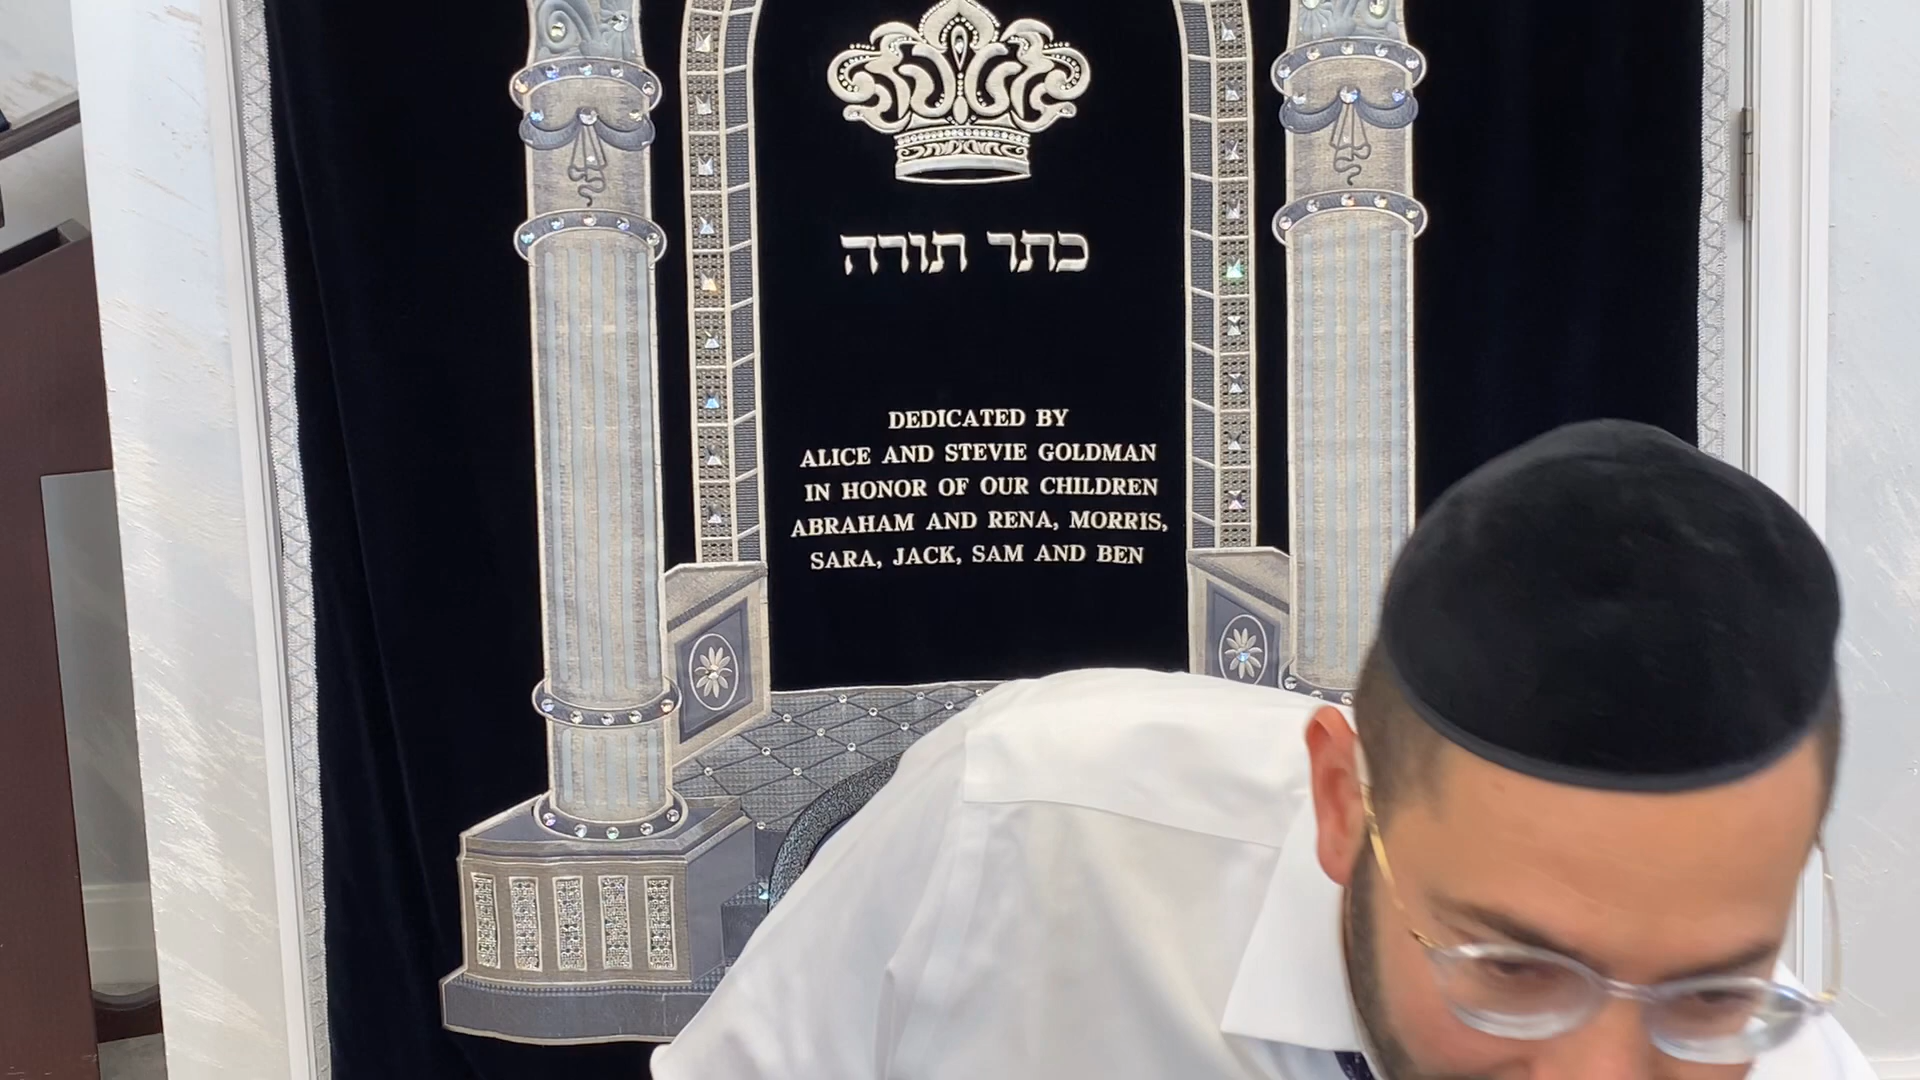 כתר תורה
DEDICATED BY
ALICE AND STEVIE GOLDMAN
IN HONOR OF OUR CHILDREN
ABRAHAM AND RENA, MORRIS,
SARA, JACK, SAM AND BEN